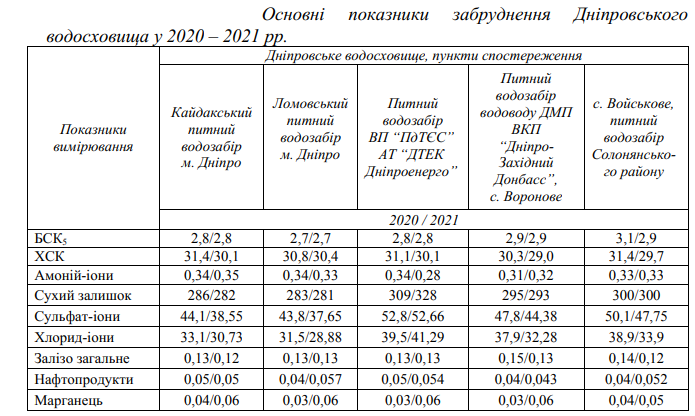 Основні показники забруднення Дніпровського
водосховища у 2020 – 2021 рр.
Показники вимірювання
Дніпровське водосховище, пункти спостереження
Кайдакський питний водозабір м. Дніпро
Ломовський питний водозабір м. Дніпро
Питний водозабір ВП “ПдТЄС” АТ “ДТЕК Дніпроенерго”
Питний водозабір водоводу ДМП ВКП “Дніпро-Західний Донбасс”, с. Воронове
с. Войськове, питний водозабір Солонянсько-го району
2020 / 2021
БСК5 2,8/2,8 2,7/2,7 2,8/2,8 2,9/2,9 3,1/2,9
ХСК 31,4/30,1 30,8/30,4 31,1/30,1 30,3/29,0 31,4/29,7
Амоній-іони 0,34/0,35 0,34/0,33 0,34/0,28 0,31/0,32 0,33/0,33
Сухий залишок 286/282 283/281 309/328 295/293 300/300
Сульфат-іони 44,1/38,55 43,8/37,65 52,8/52,66 47,8/44,38 50,1/47,75
Хлорид-іони 33,1/30,73 31,5/28,88 39,5/41,29 37,9/32,28 38,9/33,9
Залізо загальне 0,13/0,12 0,13/0,13 0,13/0,13 0,15/0,13 0,14/0,12
Нафтопродукти 0,05/0,05 0,04/0,057 0,05/0,054 0,04/0,043 0,04/0,052
Марганець 0,04/0,06 0,03/0,06 0,03/0,06 0,03/0,06 0,04/0,05